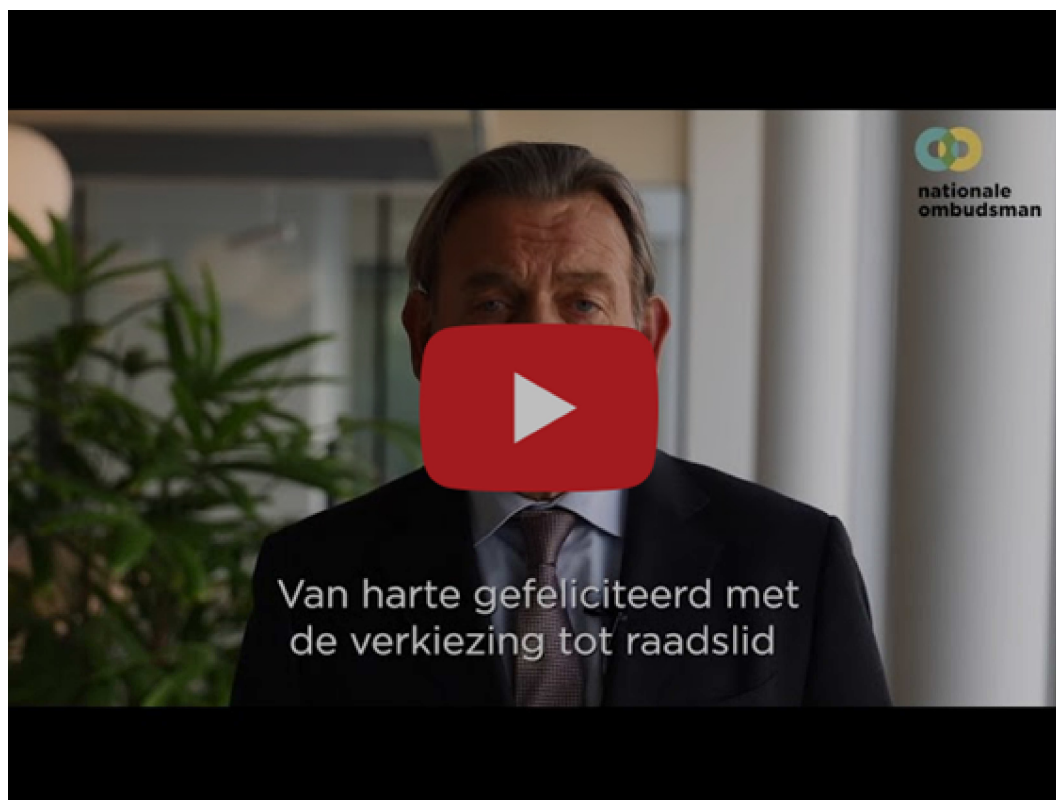 nationale
ombudsman
Van harte gefeliciteerd met
de verkiezing tot raadslid